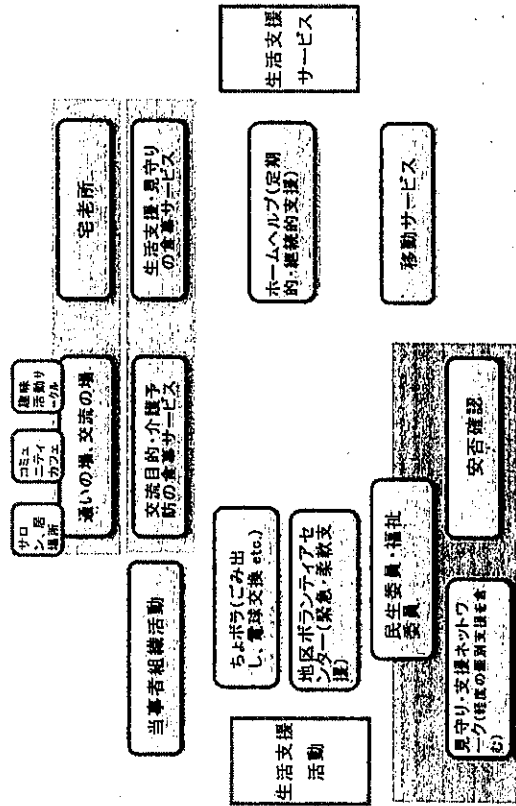 サロ
ン、居
場所
コミュ
ニティ
カフェ
趣味
活動サ
ークル
通いの場、交流の場
宅老所
当事者組織活動
交流目的・介護予
防の食事サービス
生活支援・見守り
の食事サービス
生活支援
活動
ちょボラ(ごみ出
し、電球交換 etc.)
地区ボランティアセ
ンター(緊急・柔軟支
援)
ホームヘルプ(定期
的・継続的支援)
生活支援
サービス
民生委員・福祉
委員
移動サービス
見守り・支援ネットワ
ーク(軽度の個別支援を含
む)
安否確認